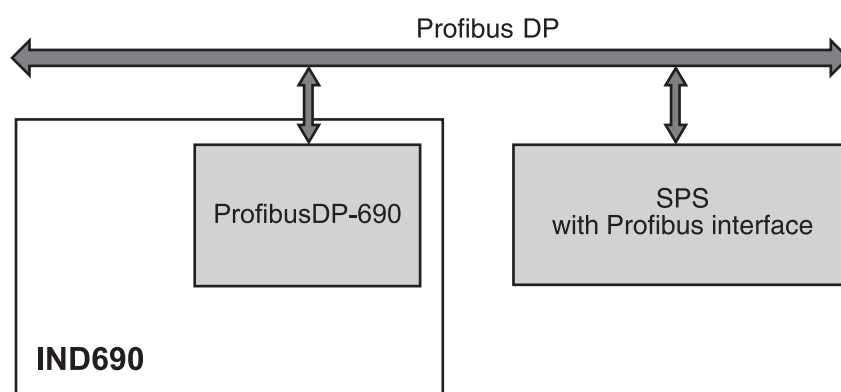 Profibus DP
ProfibusDP-690
SPS
with Profibus interface
IND690